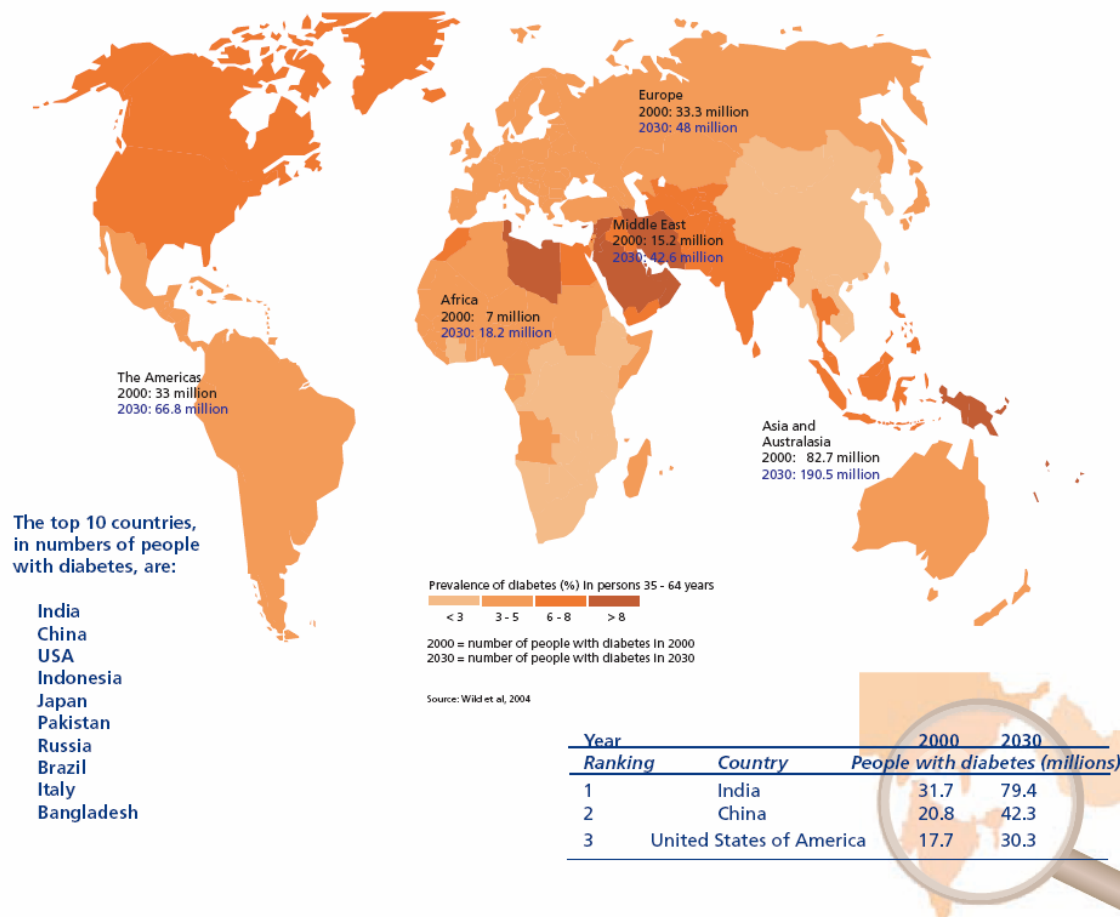 Europe
2000: 33.3 million
2030: 48 million
Middle East
2000: 15.2 million
2030: 42.6 million
Africa
2000: 7 million
2030: 18.2 million
The Americas
2000: 33 million
2030: 66.8 million
Asia and
Australasia
2000: 82.7 million
2030: 190.5 million
The top 10 countries,
in numbers of people
with diabetes, are:
India
China
USA
Indonesia
Japan
Pakistan
Russia
Brazil
Italy
Bangladesh
Prevalence of diabetes (%) in persons 35 - 64 years
< 3 3 - 5 6 - 8 > 8
2000 = number of people with diabetes in 2000
2030 = number of people with diabetes in 2030
Source: Wild et al, 2004
Year 2000 2030
Ranking Country People with diabetes (millions)
1 India 31.7 79.4
2 China 20.8 42.3
3 United States of America 17.7 30.3